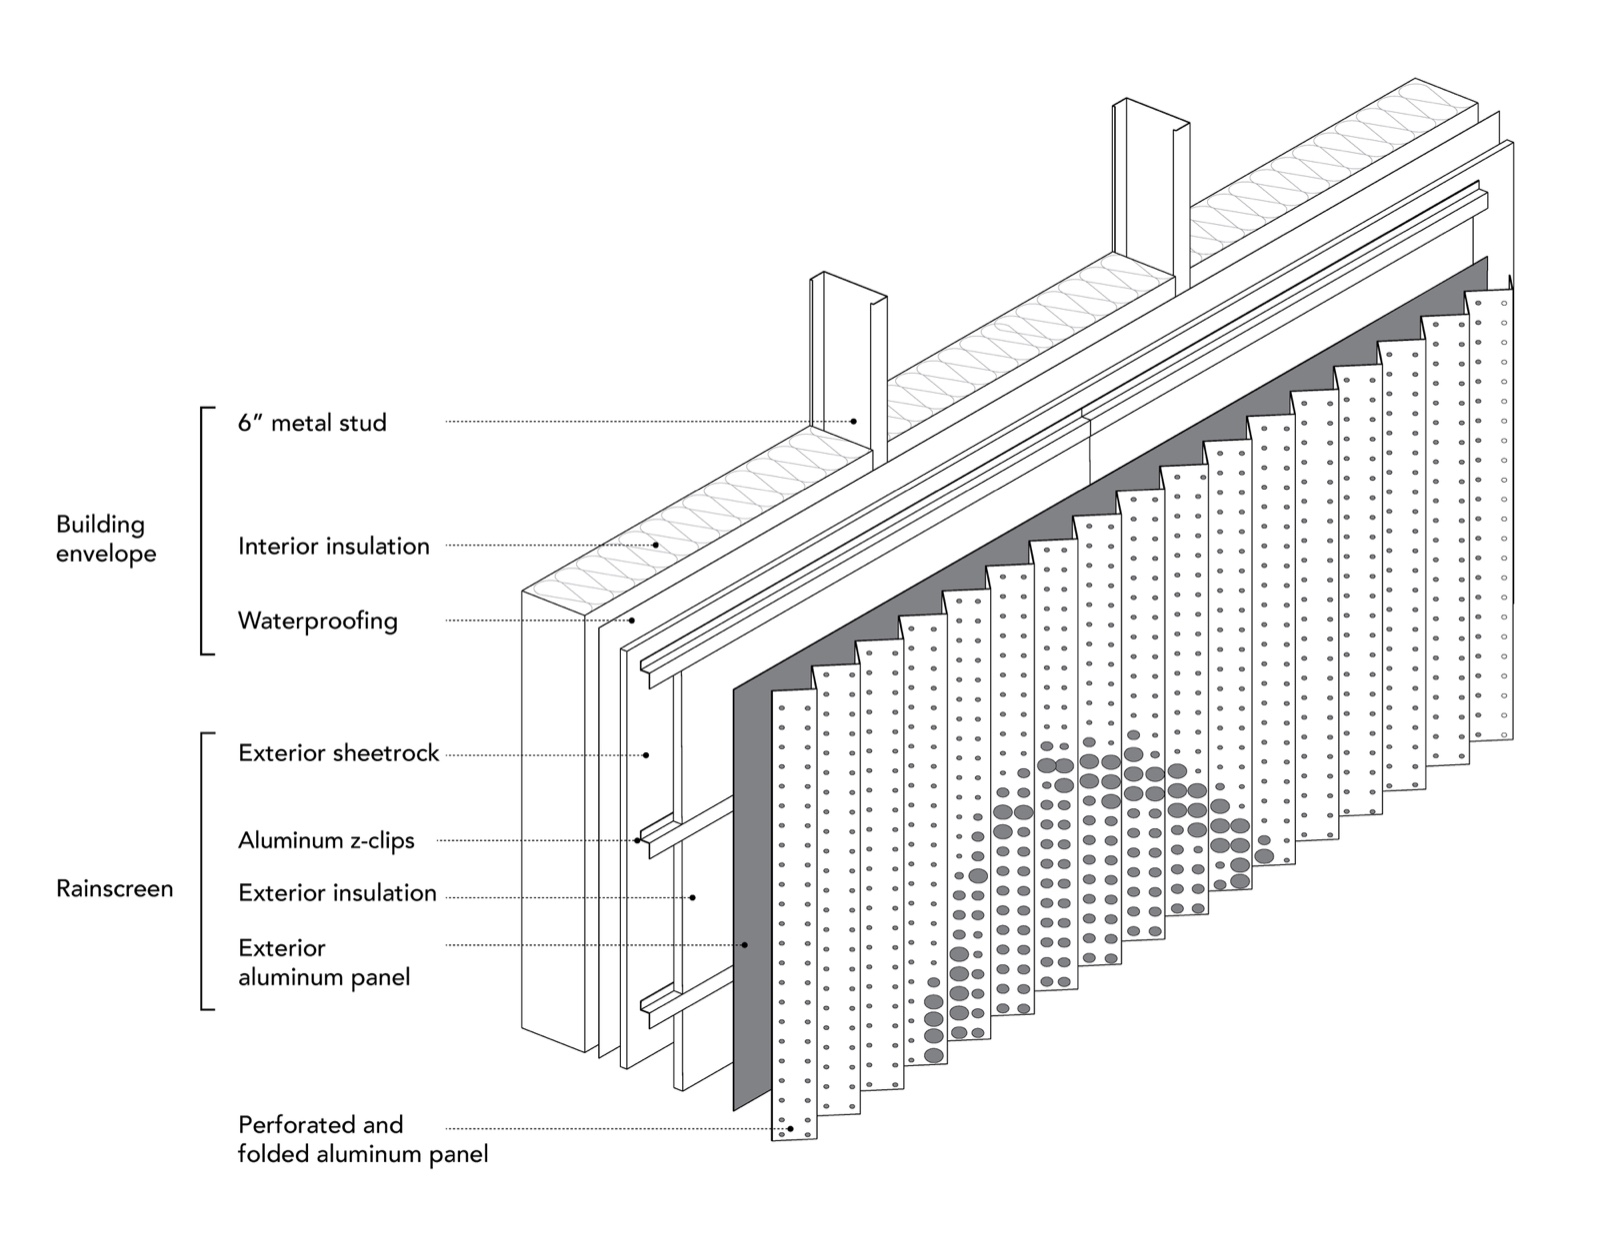 6” metal stud
Building
envelope
Interior insulation
Waterproofing
Exterior sheetrock
Aluminum z-clips
Rainscreen
Exterior insulation
Exterior
aluminum panel
Perforated and
folded aluminum panel